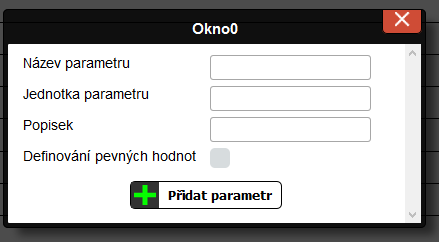 Okno0
Název parametru
Jednotka parametru
Popisek
Definování pevných hodnot
Přidat parametr